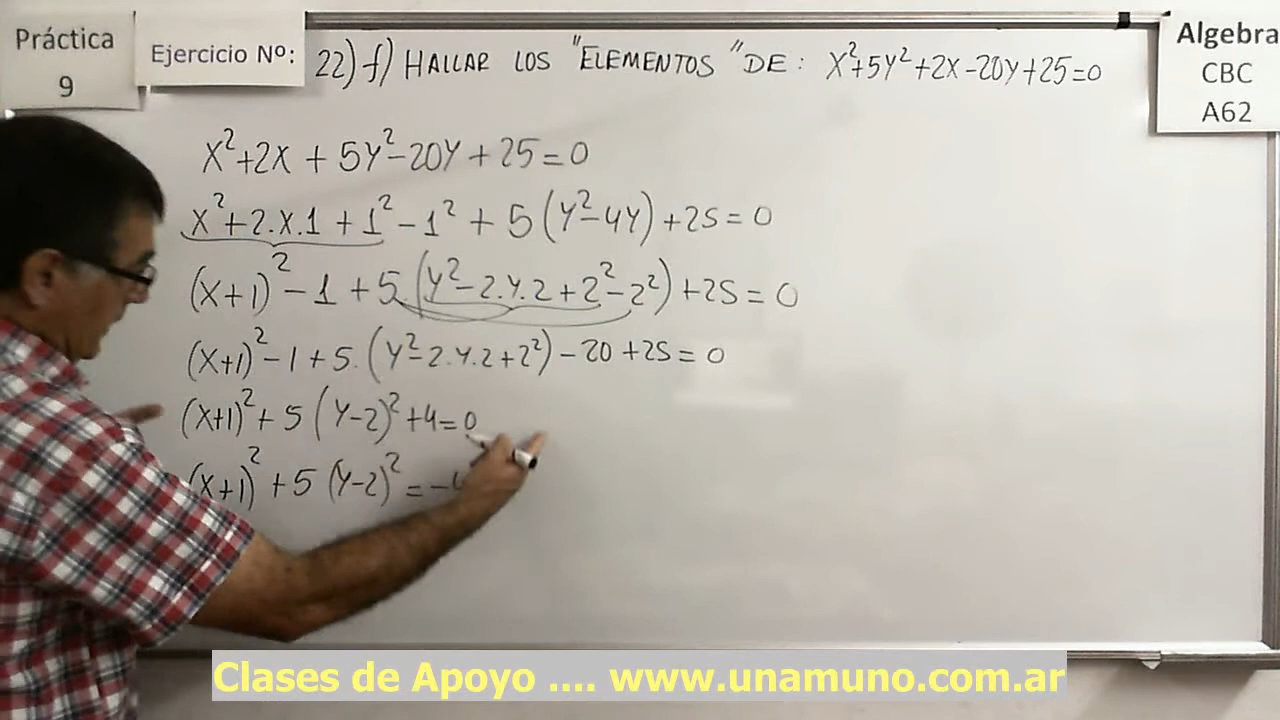 Práctica
9
Ejercicio Nº:
22) f) HALLAR LOS "ELEMENTOS" DE: X²+5Y²+2X-20Y+25=0
Algebra
CBC
A62
X²+2X+5Y²-20Y+25=0
X²+2.X.1+1²-1²+5(Y²-4Y)+25=0
(X+1)²-1+5.(Y²-2.Y.2+2²-2²)+25=0
(X+1)²-1+5.(Y²-2.Y.2+2²)-20+25=0
(X+1)²+5(Y-2)²+4=0
(X+1)²+5(Y-2)²=-4
Clases de Apoyo .... www.unamuno.com.ar